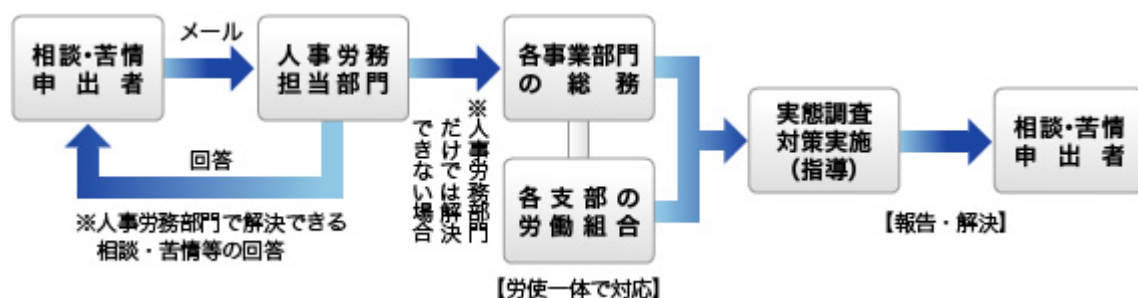 相談・苦情
申出者
メール
人事労務
担当部門
回答
※人事労務部門で解決できる
相談・苦情等の回答
※人事労務部門
だけでは解決
できない場合
各事業部門
の総務
各支部の
労働組合
【労使一体で対応】
実態調査
対策実施
(指導)
相談・苦情
申出者
【報告・解決】